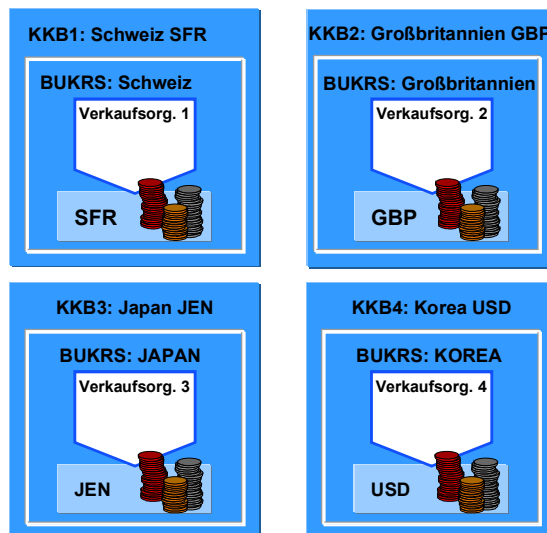 KKB1: Schweiz SFR
BUKRS: Schweiz
Verkaufsorg. 1
SFR
KKB2: Großbritannien GBP
BUKRS: Großbritannien
Verkaufsorg. 2
GBP
KKB3: Japan JEN
BUKRS: JAPAN
Verkaufsorg. 3
JEN
KKB4: Korea USD
BUKRS: KOREA
Verkaufsorg. 4
USD